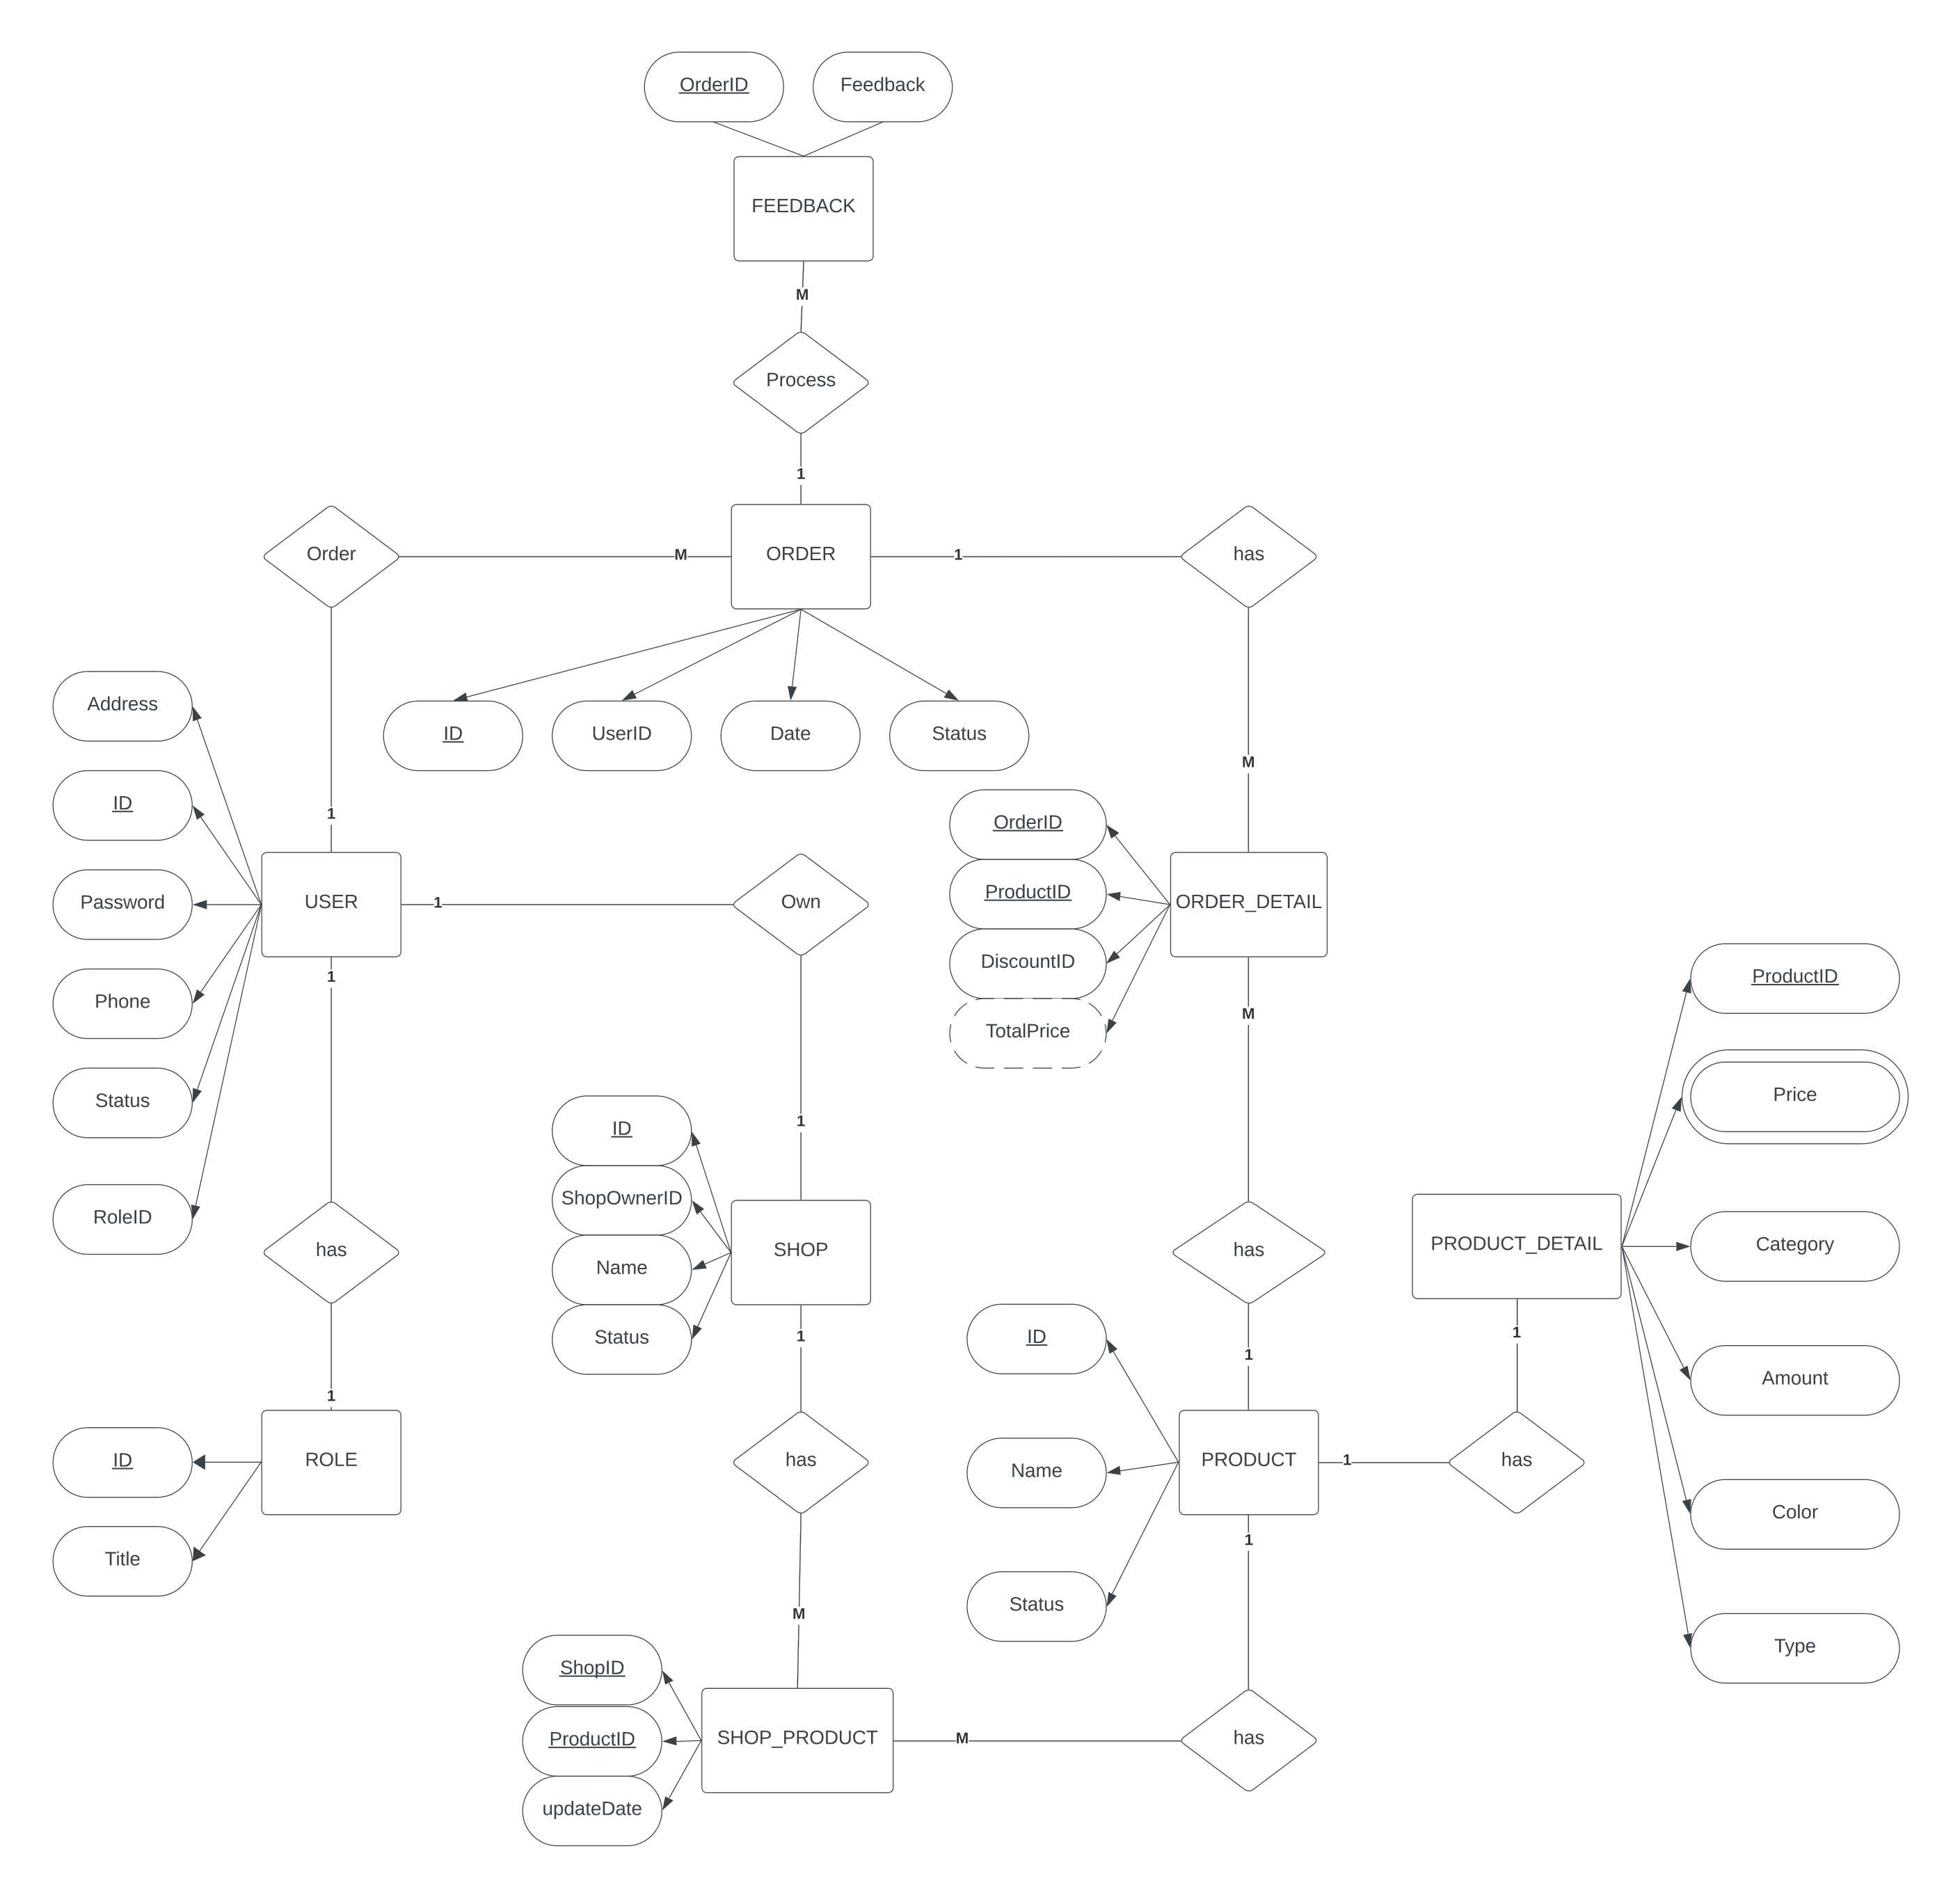 OrderID
Feedback
FEEDBACK
M
Process
1
Order
M
ORDER
1
has
Address
ID
UserID
Date
Status
M
ID
1
OrderID
Password
USER
1
Own
ProductID
ORDER_DETAIL
DiscountID
1
Phone
M
TotalPrice
ProductID
Price
Status
1
ID
ShopOwnerID
RoleID
has
SHOP
has
PRODUCT_DETAIL
Category
Name
Status
1
ID
1
1
Amount
1
ID
ROLE
has
Name
PRODUCT
1
has
Color
Title
1
M
Status
Type
ShopID
ProductID
SHOP_PRODUCT
M
has
updateDate